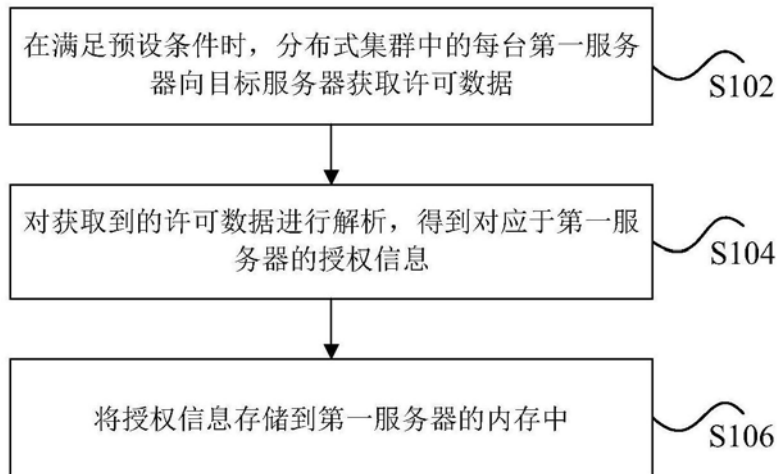 在满足预设条件时，分布式集群中的每台第一服务
器向目标服务器获取许可数据
S102
对获取到的许可数据进行解析，得到对应于第一服
务器的授权信息
S104
将授权信息存储到第一服务器的内存中
S106